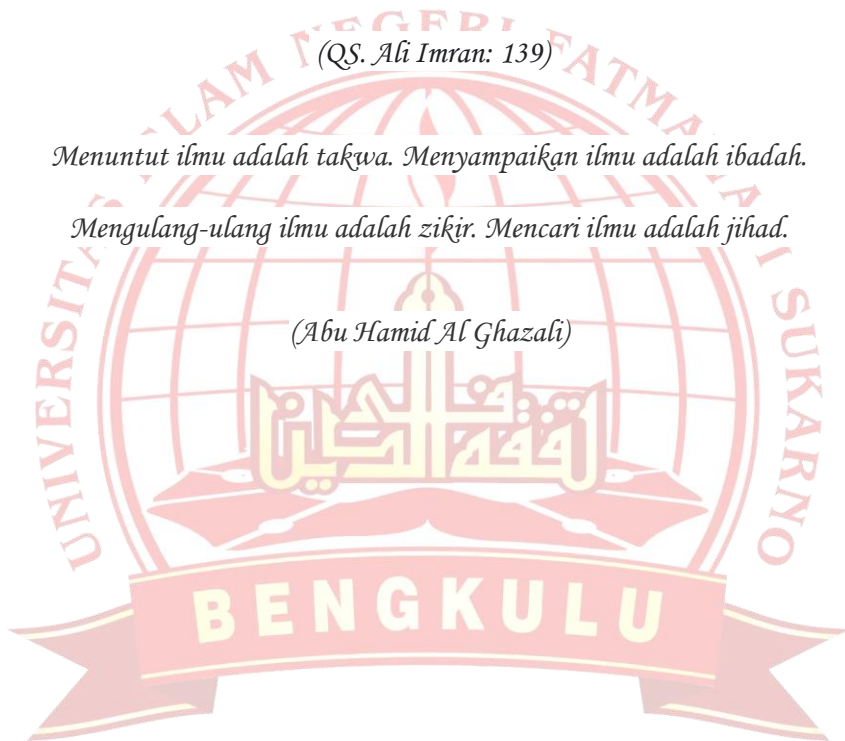 (QS. Ali Imran: 139)
Menuntut ilmu adalah takwa. Menyampaikan ilmu adalah ibadah.
Mengulang-ulang ilmu adalah zikir. Mencari ilmu adalah jihad.
(Abu Hamid Al Ghazali)
UNIVERSITAS ISLAM NEGERI FATMAWATI SUKARNO
BENGKULU